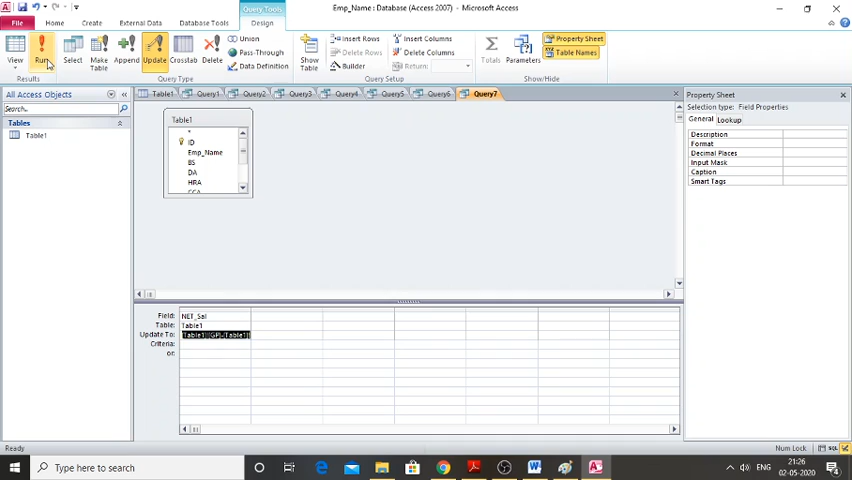 Query Tools
Emp_Name : Database (Access 2007) - Microsoft Access
File Home Create External Data Database Tools Design
View Run Select Make Table Append Update Crosstab Delete
Union
Pass-Through
Data Definition
Show Table
Insert Rows
Delete Rows
Builder
Insert Columns
Delete Columns
Return:
Totals Parameters
Property Sheet
Table Names
Results Query Type Query Setup Show/Hide
All Access Objects
Search...
Tables
Table1
Table1 Query1 Query2 Query3 Query4 Query5 Query6 Query7
Table1
*
ID
Emp_Name
BS
DA
HRA
CCA
Field: NET_Sal
Table: Table1
Update To:
Criteria:
or:
Property Sheet
Selection type: Field Properties
General Lookup
Description
Format
Decimal Places
Input Mask
Caption
Smart Tags
Ready
Num Lock
SQL
Type here to search
ENG
21:26
02-05-2020
4